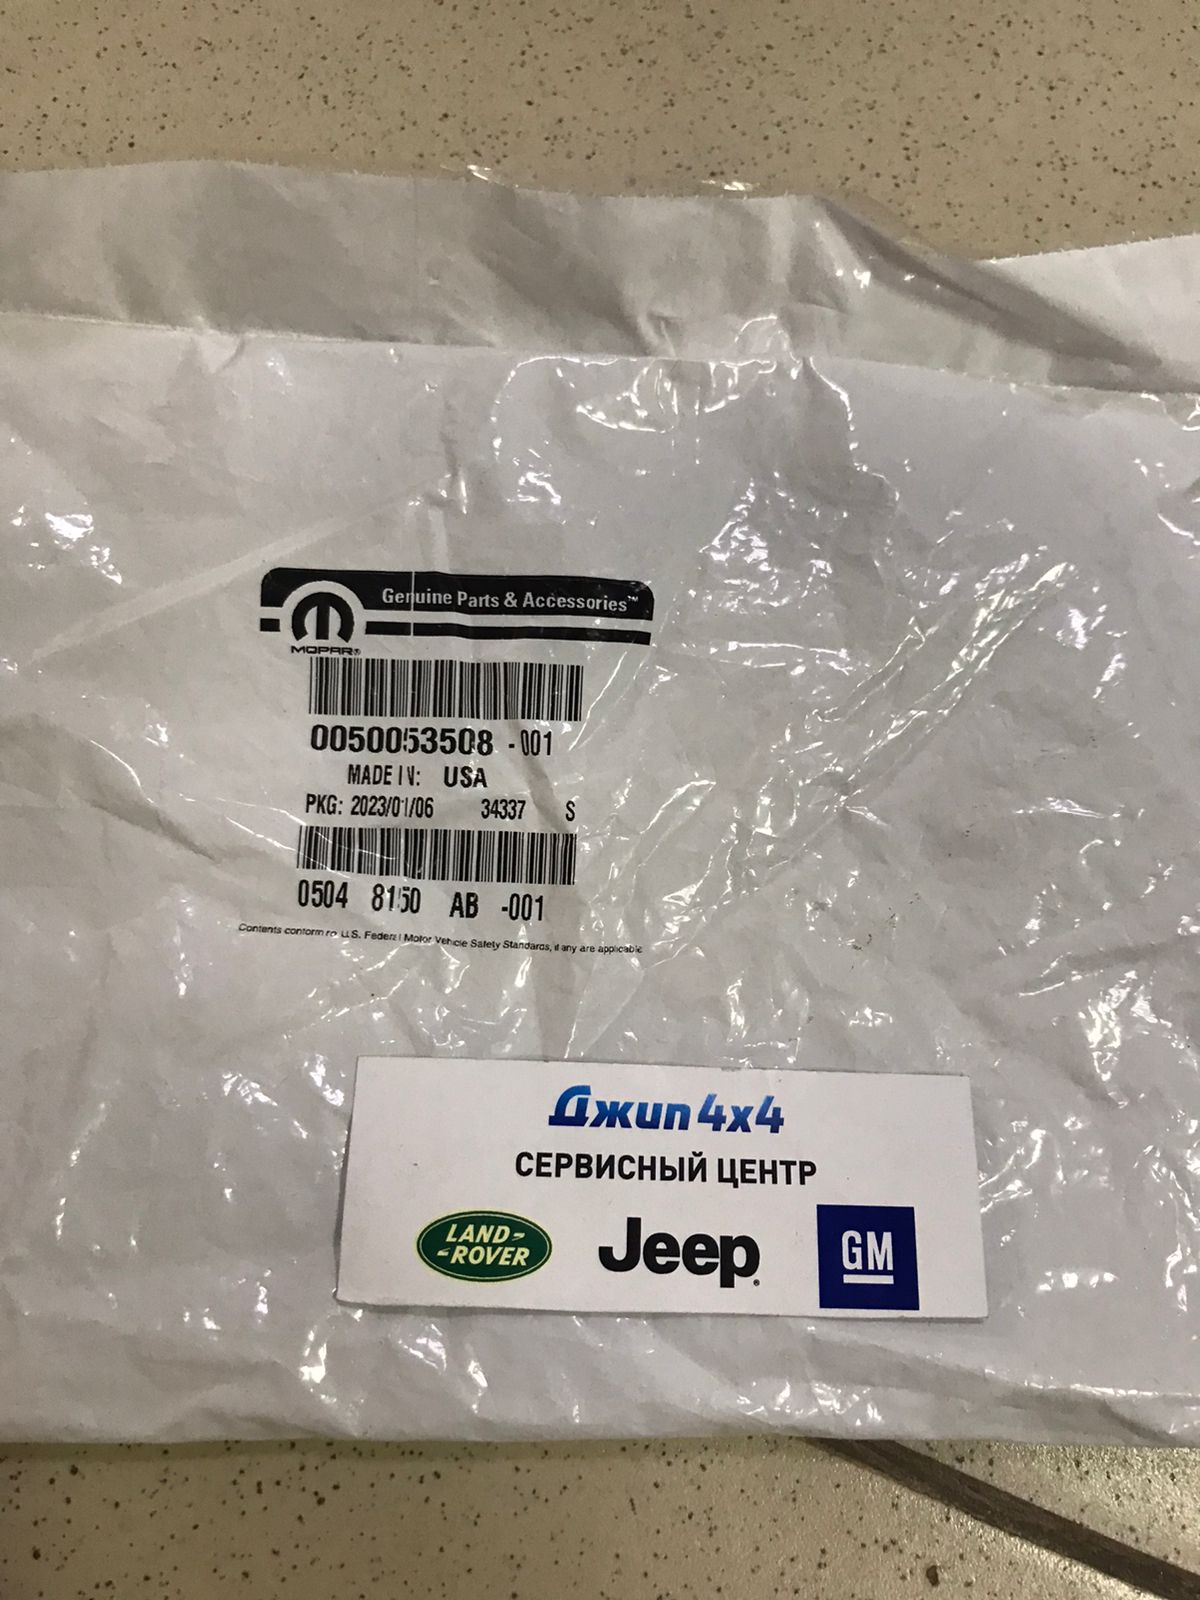 Genuine Parts & Accessories™
MOPAR®
0050053508 -001
MADE IN: USA
PKG: 2023/01/06 34337 S
0504 8150 AB -001
Contents conform to U.S. Federal Motor Vehicle Safety Standards, if any are applicable
Джип 4x4
СЕРВИСНЫЙ ЦЕНТР
LAND-
-ROVER
Jeep®
GM